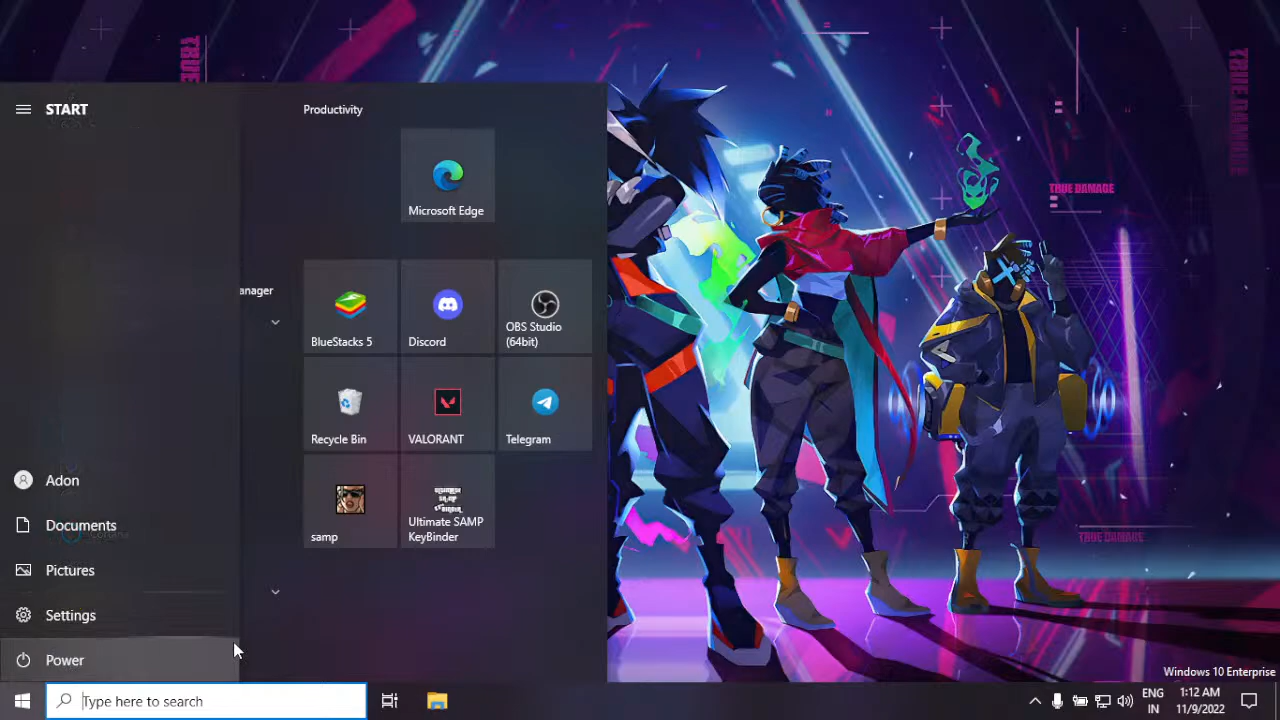 START
Productivity
Microsoft Edge
anager
BlueStacks 5
Discord
OBS Studio
(64bit)
Recycle Bin
VALORANT
Telegram
samp
Ultimate SAMP
KeyBinder
Adon
Documents
Pictures
Settings
Power
Type here to search
TRUE DAMAGE
TRUE DAMAGE
TRUE DAMAGE
Windows 10 Enterprise
ENG
IN
1:12 AM
11/9/2022